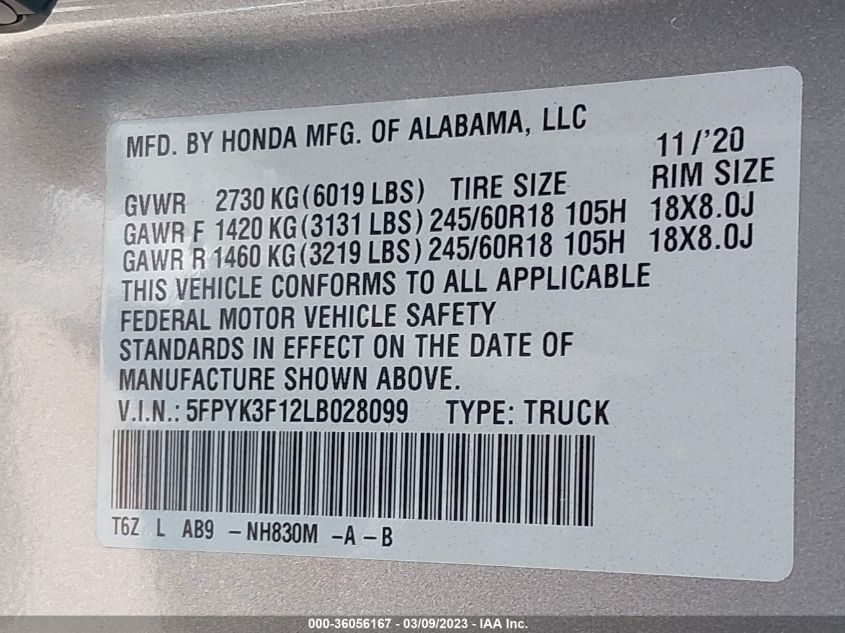 MFD. BY HONDA MFG. OF ALABAMA, LLC 11/'20
GVWR 2730 KG(6019 LBS) TIRE SIZE RIM SIZE
GAWR F 1420 KG(3131 LBS) 245/60R18 105H 18X8.0J
GAWR R 1460 KG(3219 LBS) 245/60R18 105H 18X8.0J
THIS VEHICLE CONFORMS TO ALL APPLICABLE
FEDERAL MOTOR VEHICLE SAFETY
STANDARDS IN EFFECT ON THE DATE OF
MANUFACTURE SHOWN ABOVE.
V.I.N.: 5FPYK3F12LB028099 TYPE: TRUCK
T6Z L AB9 -NH830M -A-B
000-36056167 - 03/09/2023 - IAA Inc.